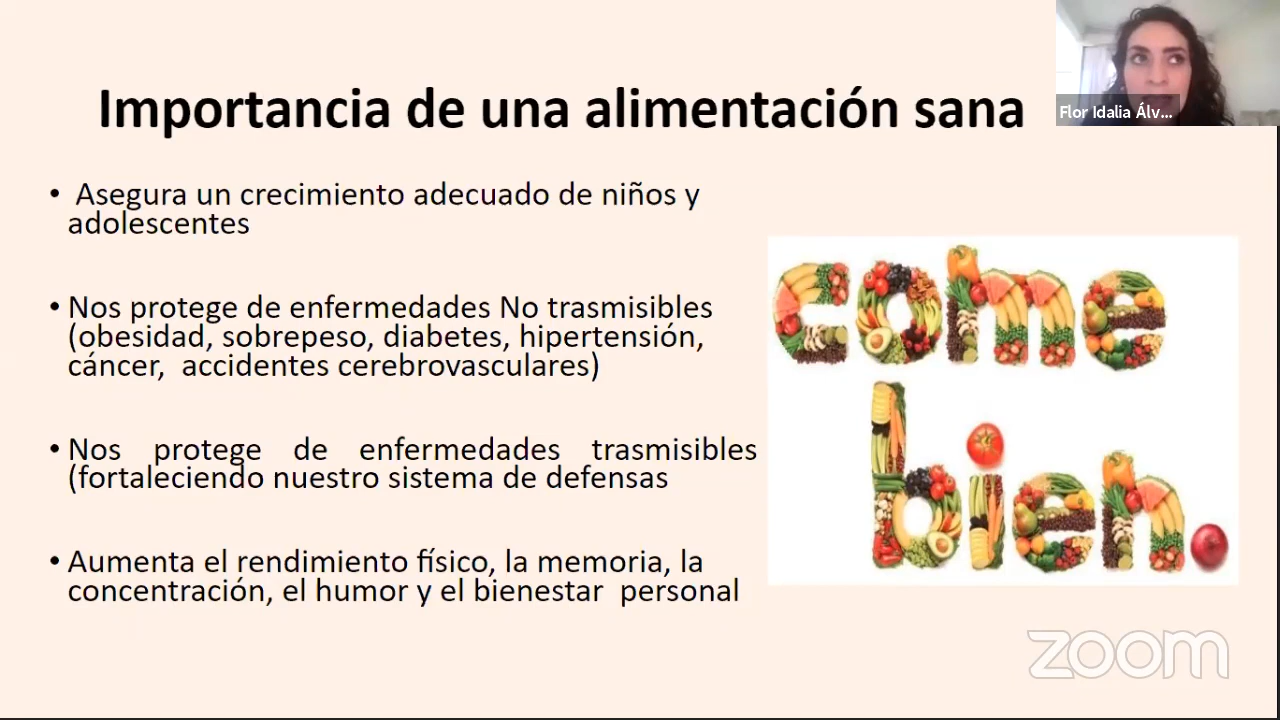 Importancia de una alimentación sana
Flor Idalia Álv...
• Asegura un crecimiento adecuado de niños y
adolescentes
• Nos protege de enfermedades No trasmisibles
(obesidad, sobrepeso, diabetes, hipertensión,
cáncer, accidentes cerebrovasculares)
• Nos protege de enfermedades trasmisibles
(fortaleciendo nuestro sistema de defensas
• Aumenta el rendimiento físico, la memoria, la
concentración, el humor y el bienestar personal
come
bien.
zoom